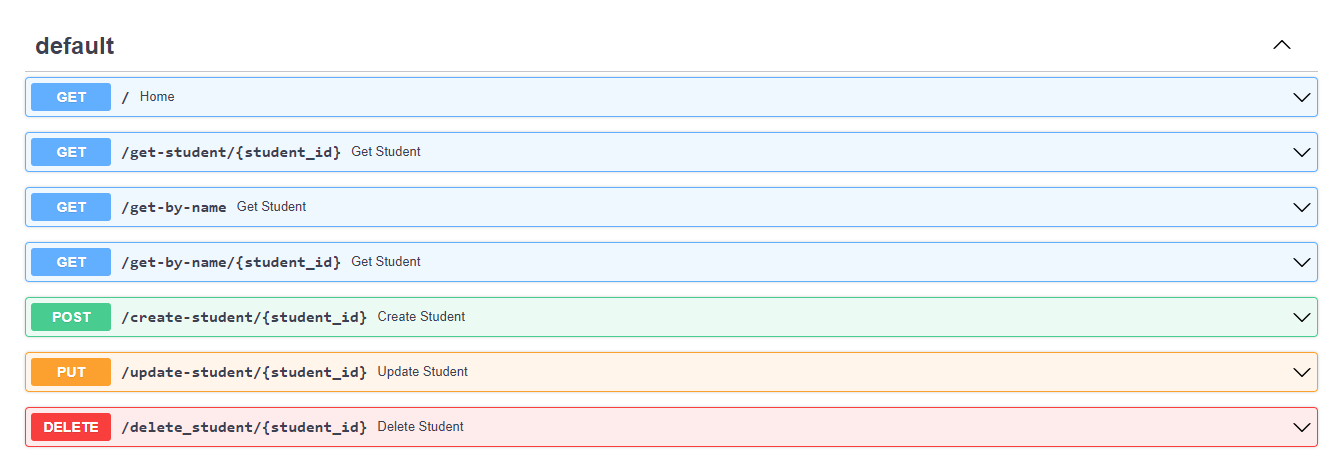 default
GET / Home
GET /get-student/{student_id} Get Student
GET /get-by-name Get Student
GET /get-by-name/{student_id} Get Student
POST /create-student/{student_id} Create Student
PUT /update-student/{student_id} Update Student
DELETE /delete_student/{student_id} Delete Student